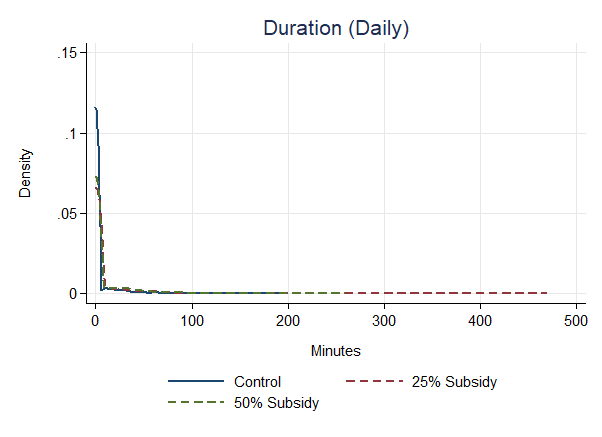 Duration (Daily)
.15
.1
.05
0
Density
0 100 200 300 400 500
Minutes
Control 25% Subsidy
50% Subsidy